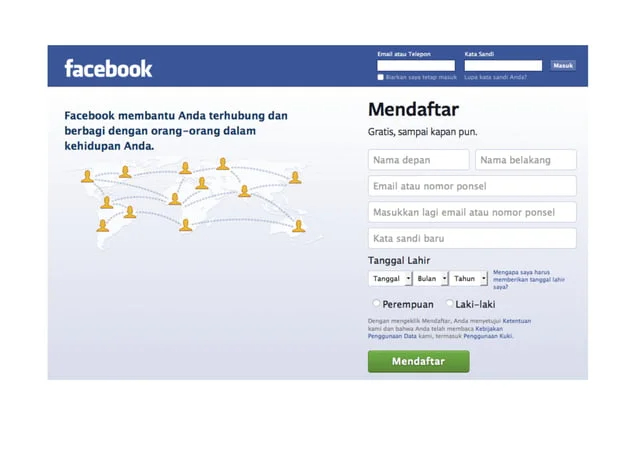 facebook
Email atau Telepon
Kata Sandi
Masuk
Biarkan saya tetap masuk
Lupa kata sandi Anda?
Facebook membantu Anda terhubung dan
berbagi dengan orang-orang dalam
kehidupan Anda.
Mendaftar
Gratis, sampai kapan pun.
Nama depan
Nama belakang
Email atau nomor ponsel
Masukkan lagi email atau nomor ponsel
Kata sandi baru
Tanggal Lahir
Tanggal
Bulan
Tahun
Mengapa saya harus
memberikan tanggal lahir
saya?
Perempuan
Laki-laki
Dengan mengeklik Mendaftar, Anda menyetujui Ketentuan
kami dan bahwa Anda telah membaca Kebijakan
Penggunaan Data kami, termasuk Penggunaan Kuki.
Mendaftar